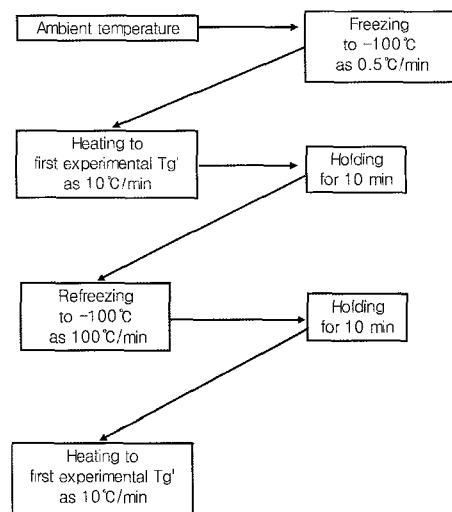 Ambient temperature
Freezing
to -100℃
as 0.5℃/min
Heating to
first experimental Tg'
as 10℃/min
Holding
for 10 min
Refreezing
to -100℃
as 100℃/min
Holding
for 10 min
Heating to
first experimental Tg'
as 10℃/min